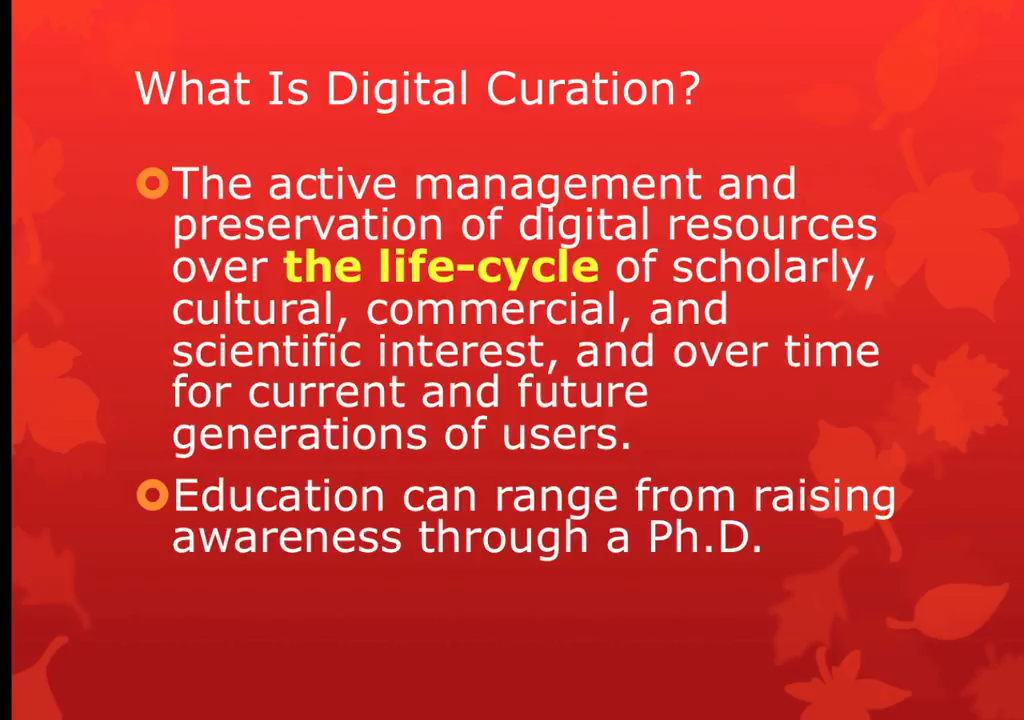 What Is Digital Curation?
The active management and
preservation of digital resources
over the life-cycle of scholarly,
cultural, commercial, and
scientific interest, and over time
for current and future
generations of users.
Education can range from raising
awareness through a Ph.D.